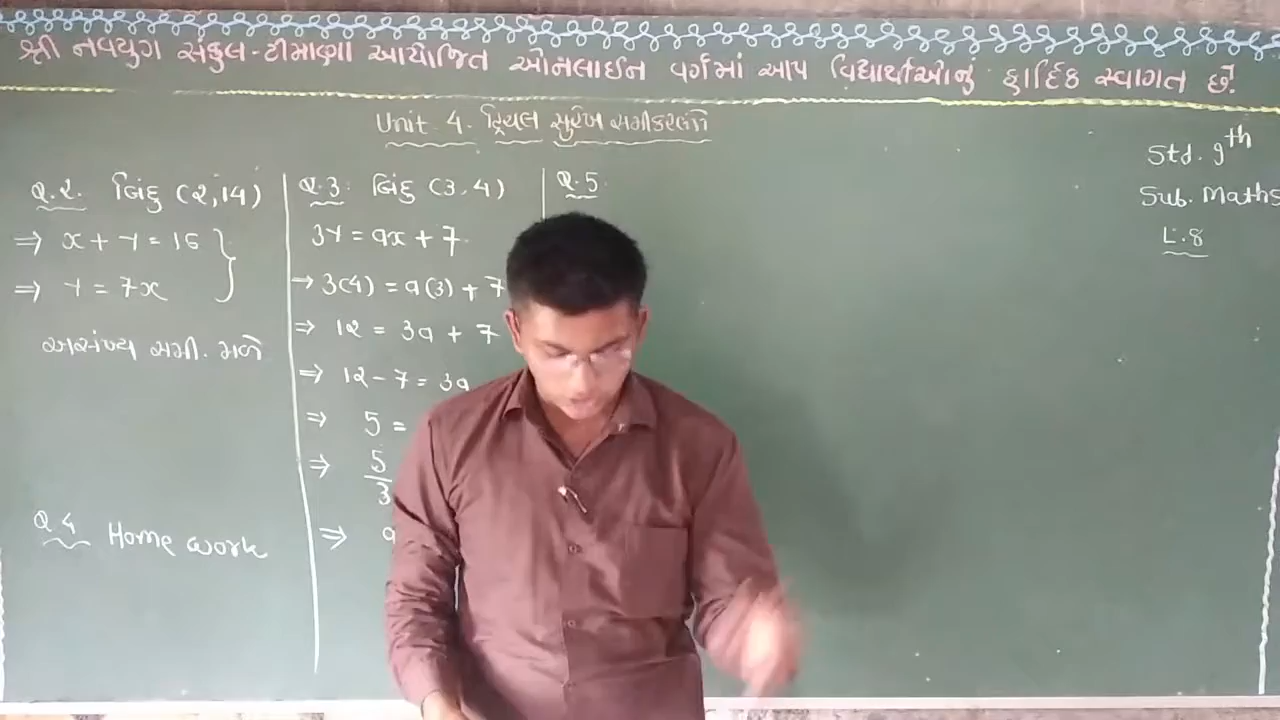 શ્રી નવયુગ સંકુલ-ટીમાણા આયોજિત ઓનલાઈન વર્ગમાં આપ વિદ્યાર્થીઓનું હાર્દિક સ્વાગત છે.
Unit 4. દ્વિચલ સુરેખ સમીકરણો
Std. 9th
Sub. Maths
L.8
Q.2. બિંદુ (2,14)
⇒ x + y = 16
⇒ y = 7x
અસંખ્ય સમી. મળે
Q 4 Home work
Q.3 બિંદુ (3,4)
3y = ax + 7
→ 3(4) = a(3) + 7
⇒ 12 = 3a + 7
⇒ 12 - 7 = 3a
⇒ 5 =
⇒ 5/3
⇒ a
Q.5